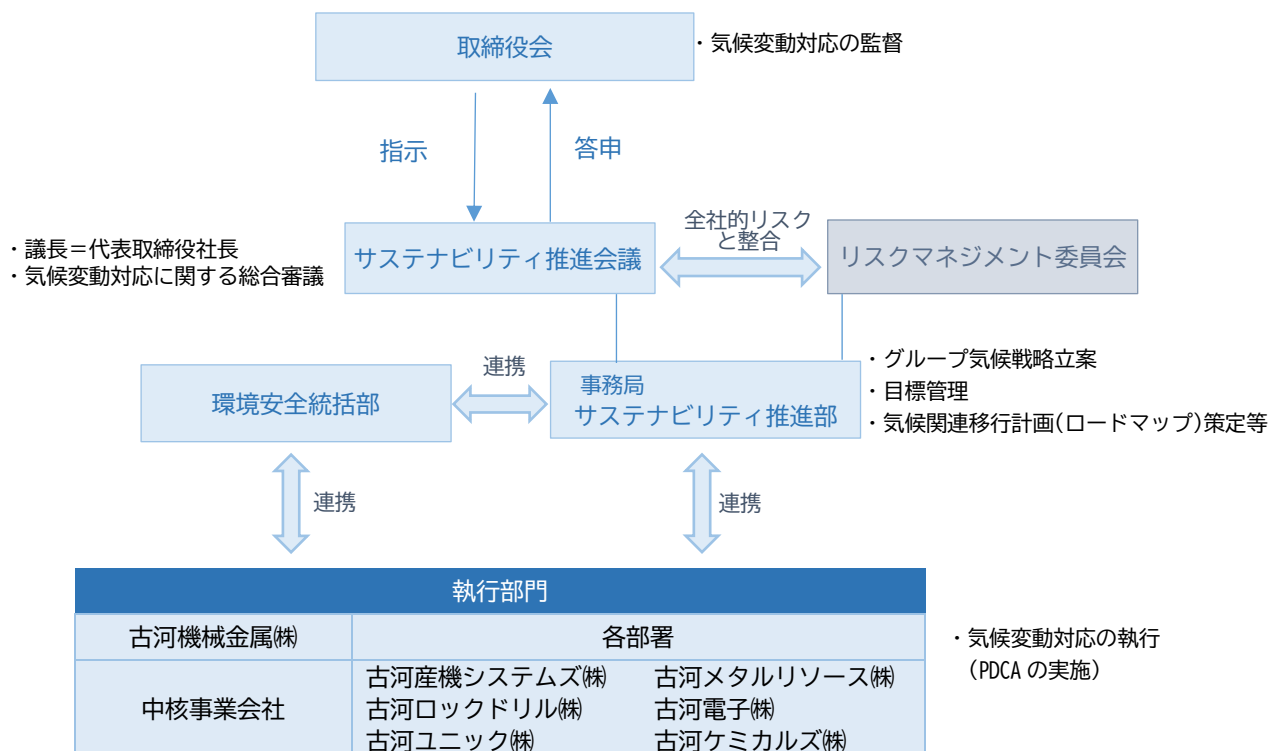 取締役会
・気候変動対応の監督
指示
答申
・議長＝代表取締役社長
・気候変動対応に関する総合審議
サステナビリティ推進会議
全社的リスク
と整合
リスクマネジメント委員会
環境安全統括部
連携
事務局
サステナビリティ推進部
・グループ気候戦略立案
・目標管理
・気候関連移行計画(ロードマップ)策定等
連携
連携
執行部門
古河機械金属㈱
各部署
中核事業会社
古河産機システムズ㈱ 古河メタルリソース㈱
古河ロックドリル㈱ 古河電子㈱
古河ユニック㈱ 古河ケミカルズ㈱
・気候変動対応の執行
（PDCA の実施）